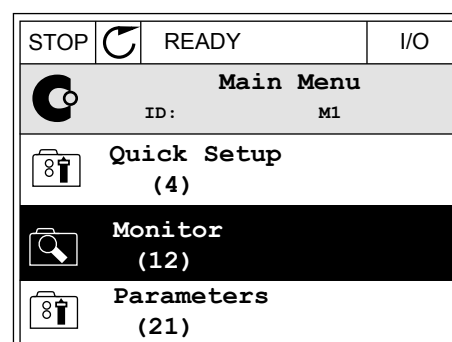 STOP READY I/O
Main Menu
ID: M1
Quick Setup
(4)
Monitor
(12)
Parameters
(21)